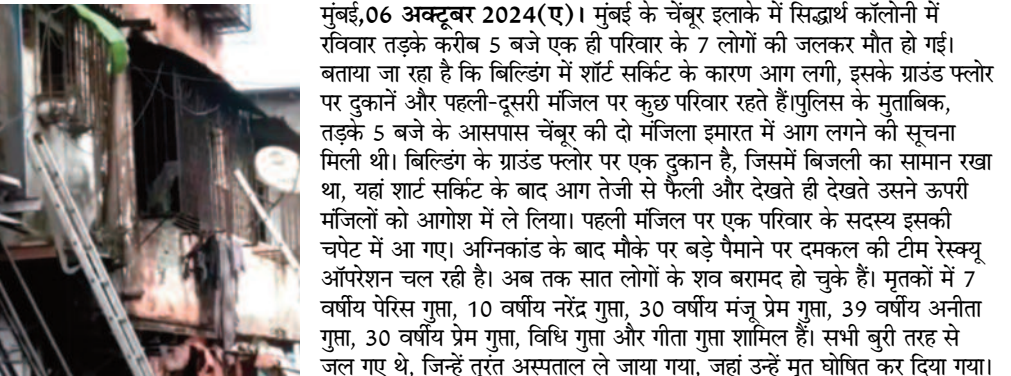 मुंबई,06 अक्टूबर 2024(ए)। मुंबई के चेंबूर इलाके में सिद्धार्थ कॉलोनी में
रविवार तड़के करीब 5 बजे एक ही परिवार के 7 लोगों की जलकर मौत हो गई।
बताया जा रहा है कि बिल्डिंग में शॉर्ट सर्किट के कारण आग लगी, इसके ग्राउंड फ्लोर
पर दुकानें और पहली-दूसरी मंजिल पर कुछ परिवार रहते हैं।पुलिस के मुताबिक,
तड़के 5 बजे के आसपास चेंबूर की दो मंजिला इमारत में आग लगने की सूचना
मिली थी। बिल्डिंग के ग्राउंड फ्लोर पर एक दुकान है, जिसमें बिजली का सामान रखा
था, यहां शार्ट सर्किट के बाद आग तेजी से फैली और देखते ही देखते उसने ऊपरी
मंजिलों को आगोश में ले लिया। पहली मंजिल पर एक परिवार के सदस्य इसकी
चपेट में आ गए। अग्निकांड के बाद मौके पर बड़े पैमाने पर दमकल की टीम रेस्क्यू
ऑपरेशन चल रही है। अब तक सात लोगों के शव बरामद हो चुके हैं। मृतकों में 7
वर्षीय पेरिस गुप्ता, 10 वर्षीय नरेंद्र गुप्ता, 30 वर्षीय मंजू प्रेम गुप्ता, 39 वर्षीय अनीता
गुप्ता, 30 वर्षीय प्रेम गुप्ता, विधि गुप्ता और गीता गुप्ता शामिल हैं। सभी बुरी तरह से
जल गए थे, जिन्हें तुरंत अस्पताल ले जाया गया, जहां उन्हें मृत घोषित कर दिया गया।